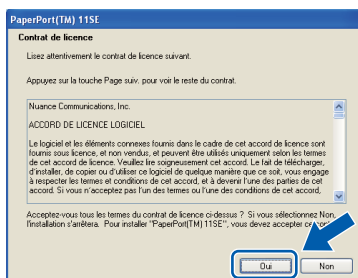 PaperPort(TM) 11SE
Contrat de licence
Lisez attentivement le contrat de licence suivant.
Appuyez sur la touche Page suiv. pour voir le reste du contrat.
Nuance Communications, Inc.
ACCORD DE LICENCE LOGICIEL
Le logiciel et les éléments connexes fournis dans le cadre de cet accord de licence sont
fournis sous licence, et non vendus, et peuvent être utilisés uniquement selon les termes
de cet accord de licence. Veuillez lire soigneusement cet accord. Le fait de télécharger,
d'installer, de copier ou d'utiliser ce logiciel de quelque manière que ce soit, vous engage
à respecter les termes et conditions de cet accord, et à devenir l'une des parties de cet
accord. Si vous n'acceptez pas l'un des termes ou l'une des conditions de cet accord,
Acceptez-vous tous les termes du contrat de licence ci-dessus ? Si vous sélectionnez Non,
l'installation s'arrêtera. Pour installer "PaperPort(TM) 11SE", vous devez accepter ce
Oui
Non